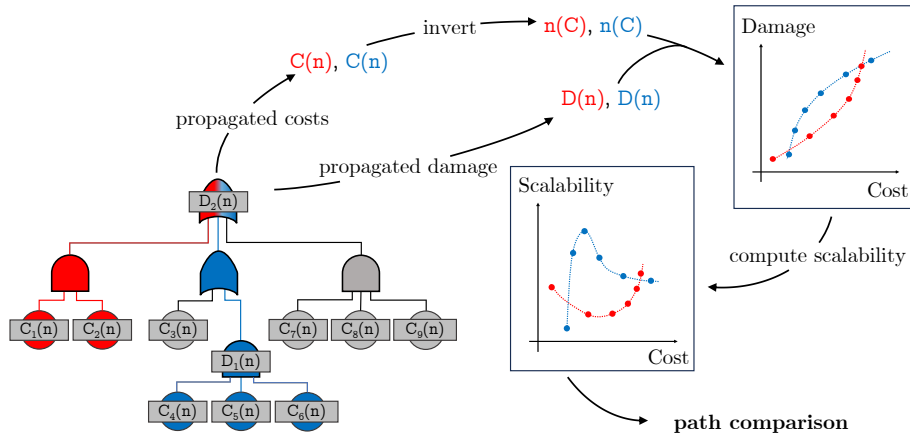 invert
n(C), n(C)
Damage
C(n), C(n)
D(n), D(n)
propagated costs
propagated damage
Cost
Scalability
D₂(n)
compute scalability
C₁(n)
C₂(n)
C₃(n)
C₇(n)
C₈(n)
C₉(n)
Cost
D₁(n)
C₄(n)
C₅(n)
C₆(n)
path comparison